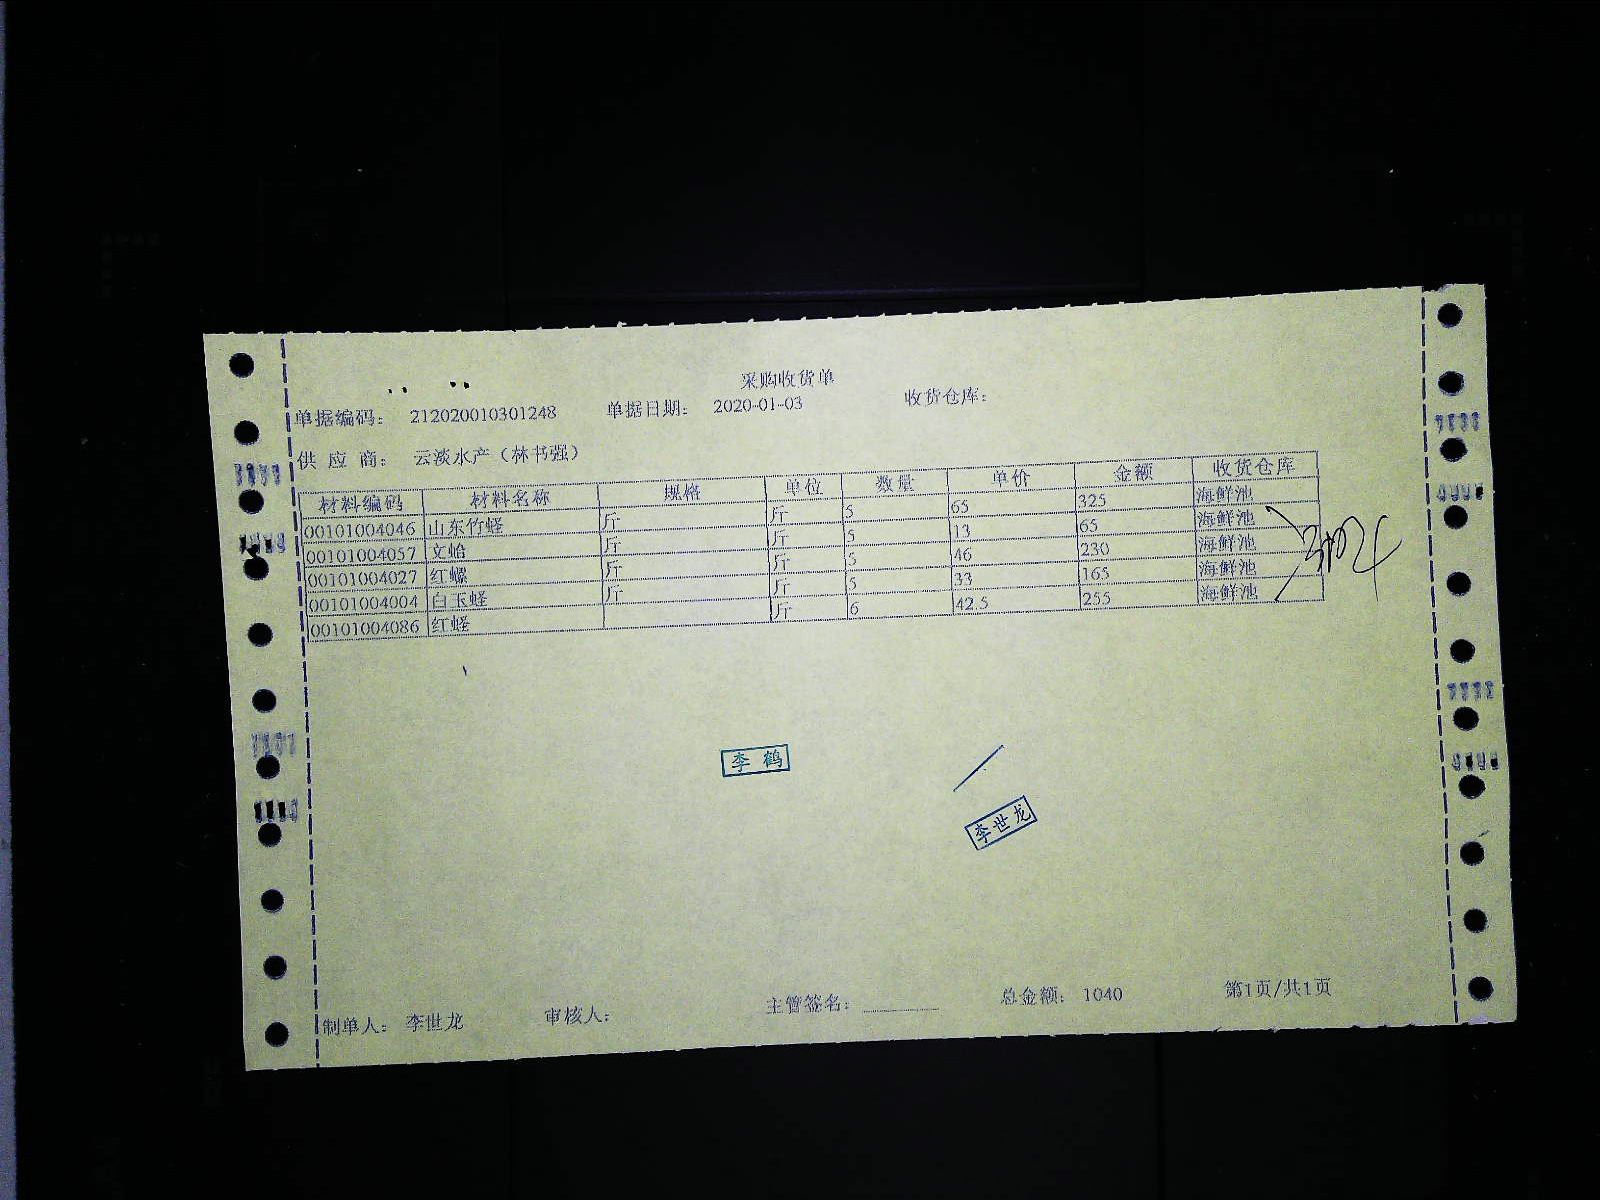 采购收货单
单据编码： 212020010301248 单据日期： 2020-01-03 收货仓库：
供 应 商： 云淡水产（林书强）
材料编码 材料名称 规格 单位 数量 单价 金额 收货仓库
00101004046 山东竹蛏 斤 斤 5 65 325 海鲜池
00101004057 文蛤 斤 斤 5 13 65 海鲜池
00101004027 红螺 斤 斤 5 46 230 海鲜池
00101004004 白玉蛏 斤 斤 5 33 165 海鲜池
00101004086 红蛏 斤 6 42.5 255 海鲜池
李 鹤
李世龙
制单人： 李世龙 审核人： 主管签名： 总金额： 1040 第1页/共1页